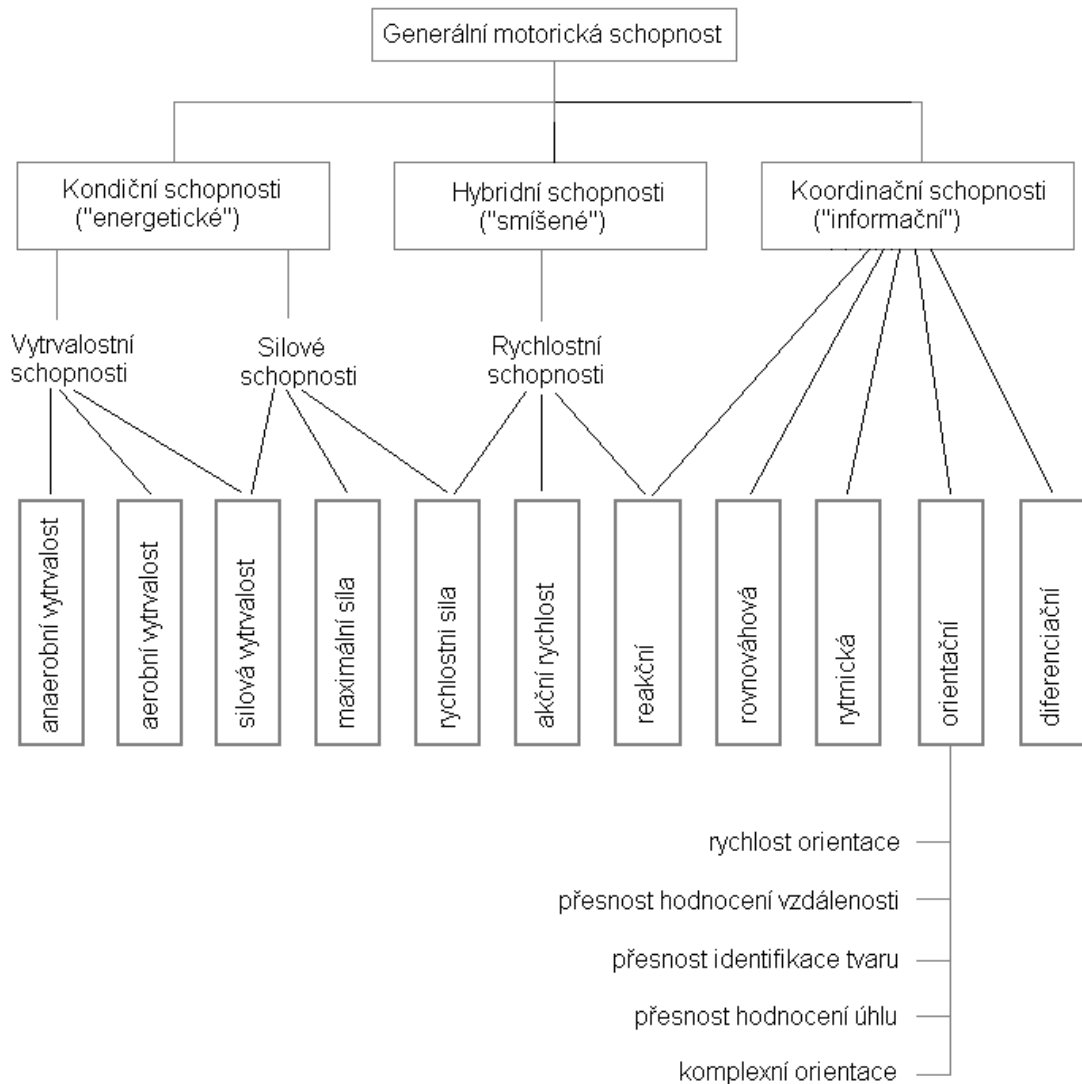 Generální motorická schopnost
Kondiční schopnosti
("energetické")
Hybridní schopnosti
("smíšené")
Koordinační schopnosti
("informační")
Vytrvalostní
schopnosti
Silové
schopnosti
Rychlostní
schopnosti
anaerobní vytrvalost
aerobní vytrvalost
silová vytrvalost
maximální síla
rychlostni sila
akční rychlost
reakční
rovnováhová
rytmická
orientační
diferenciační
rychlost orientace
přesnost hodnocení vzdálenosti
přesnost identifikace tvaru
přesnost hodnocení úhlu
komplexní orientace